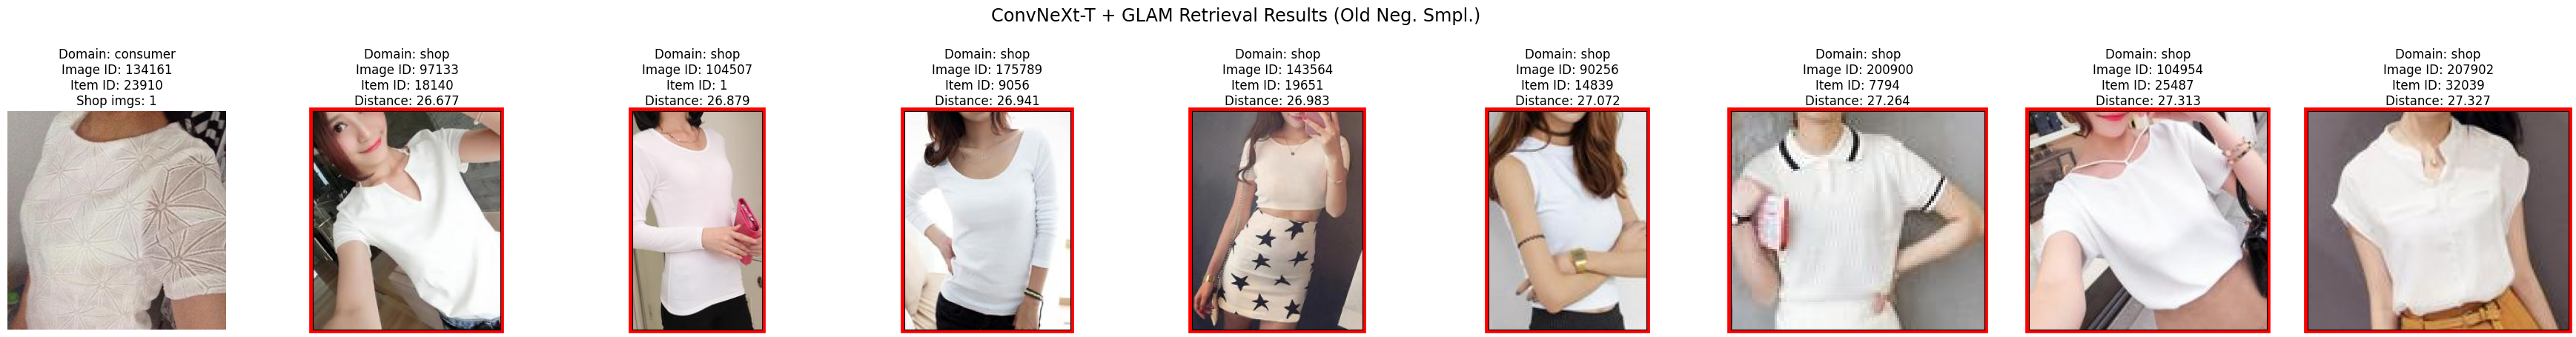 ConvNeXt-T + GLAM Retrieval Results (Old Neg. Smpl.)
Domain: consumer
Image ID: 134161
Item ID: 23910
Shop imgs: 1
Domain: shop
Image ID: 97133
Item ID: 18140
Distance: 26.677
Domain: shop
Image ID: 104507
Item ID: 1
Distance: 26.879
Domain: shop
Image ID: 175789
Item ID: 9056
Distance: 26.941
Domain: shop
Image ID: 143564
Item ID: 19651
Distance: 26.983
Domain: shop
Image ID: 90256
Item ID: 14839
Distance: 27.072
Domain: shop
Image ID: 200900
Item ID: 7794
Distance: 27.264
Domain: shop
Image ID: 104954
Item ID: 25487
Distance: 27.313
Domain: shop
Image ID: 207902
Item ID: 32039
Distance: 27.327